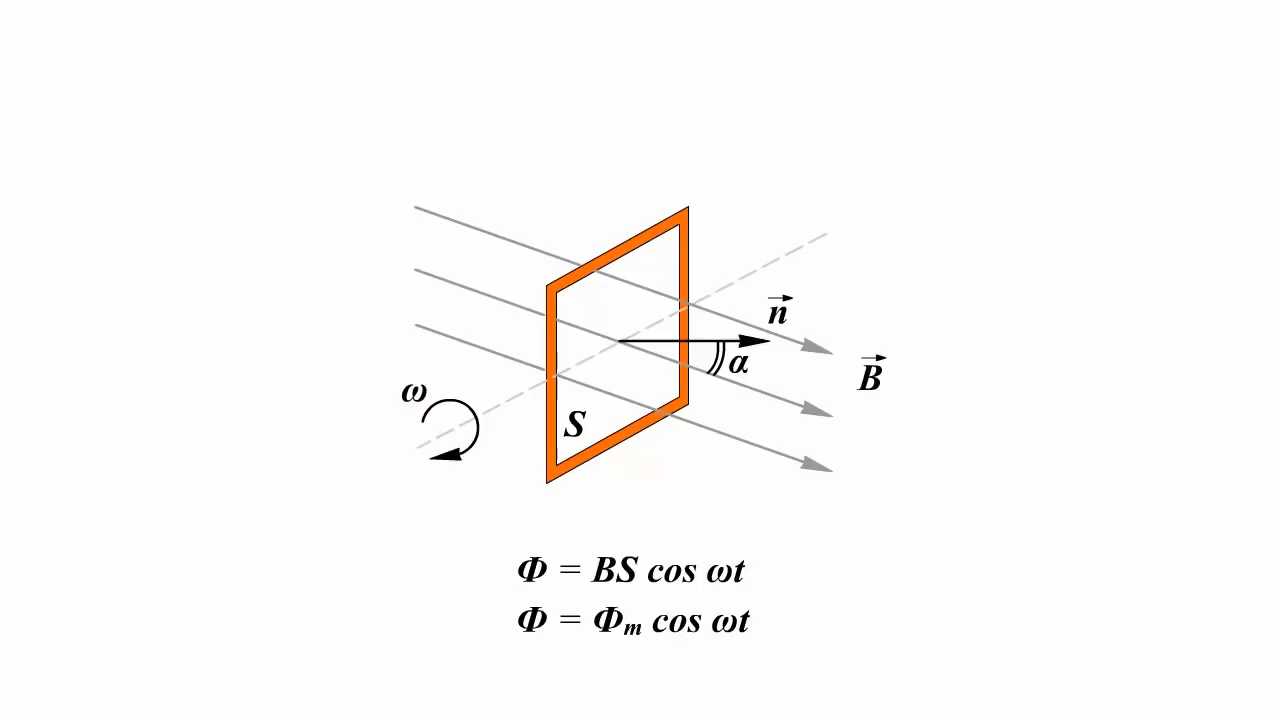 n⃗
α
B⃗
ω
S
Φ = BS cos ωt
Φ = Φₘ cos ωt